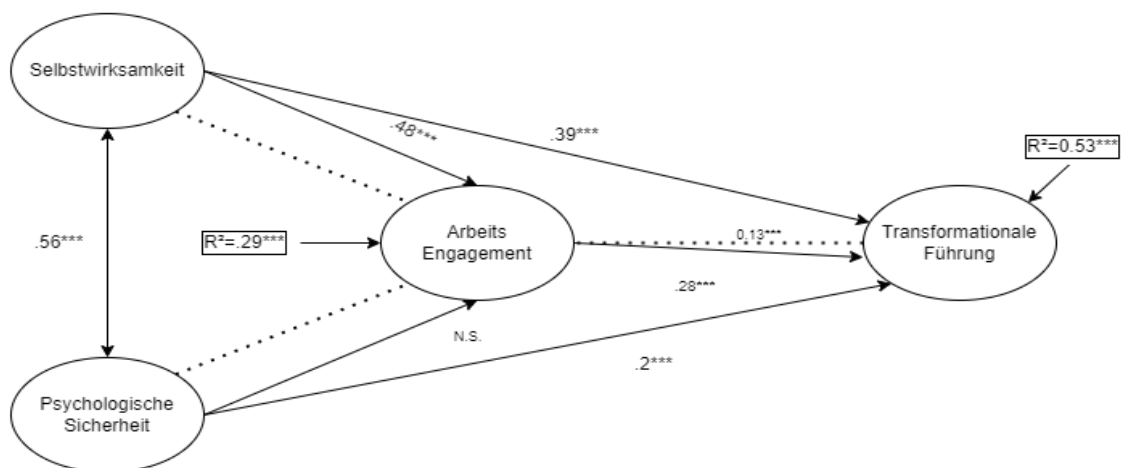 Selbstwirksamkeit
.48***
.39***
R²=0.53***
.56***
R²=.29***
Arbeits
Engagement
0,13***
Transformationale
Führung
.28***
N.S.
.2***
Psychologische
Sicherheit